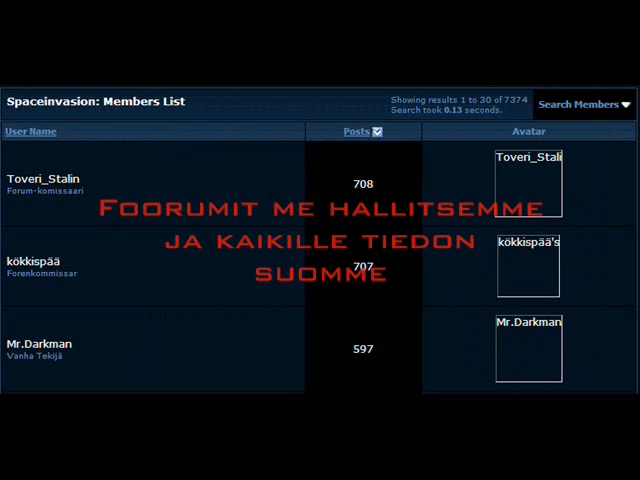 Spaceinvasion: Members List
Showing results 1 to 30 of 7374
Search took 0.13 seconds.
Search Members
User Name Posts Avatar
Toveri_Stalin
Forum-komissaari
708
Toveri_Stali
FOORUMIT ME HALLITSEMME
JA KAIKILLE TIEDON
SUOMME
kökkispää
Forenkommissar
707
kökkispää's
Mr.Darkman
Vanha Tekijä
597
Mr.Darkman